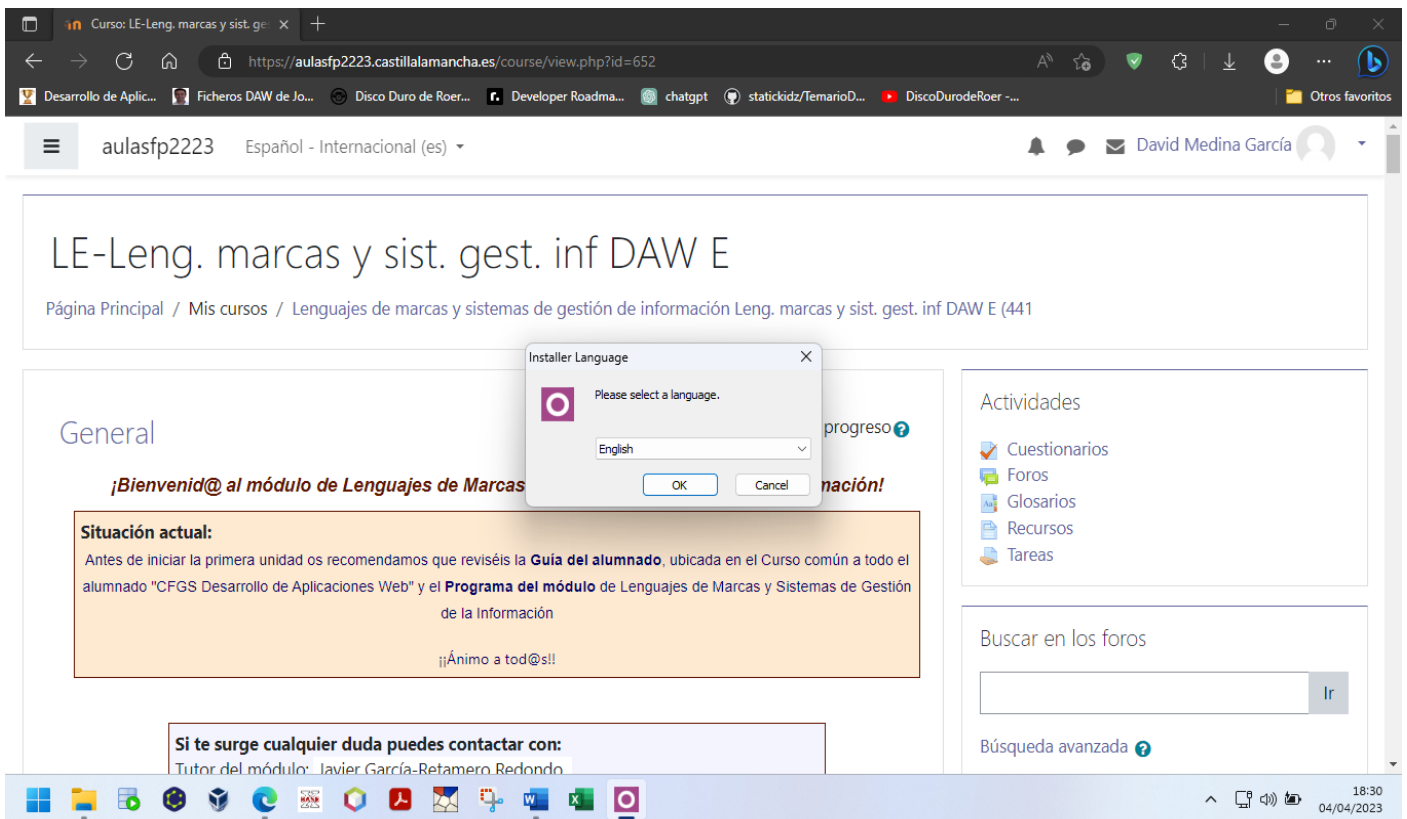 Curso: LE-Leng. marcas y sist. ge
https://aulasfp2223.castillalamancha.es/course/view.php?id=652
Desarrollo de Aplic... Ficheros DAW de Jo... Disco Duro de Roer... Developer Roadma... chatgpt statickidz/TemarioD... DiscoDurodeRoer -... Otros favoritos
aulasfp2223 Español - Internacional (es) David Medina García
LE-Leng. marcas y sist. gest. inf DAW E
Página Principal / Mis cursos / Lenguajes de marcas y sistemas de gestión de información Leng. marcas y sist. gest. inf DAW E (441
Installer Language
Please select a language.
English
OK Cancel
General
progreso
¡Bienvenid@ al módulo de Lenguajes de Marcas mación!
Situación actual:
Antes de iniciar la primera unidad os recomendamos que reviséis la Guía del alumnado, ubicada en el Curso común a todo el
alumnado "CFGS Desarrollo de Aplicaciones Web" y el Programa del módulo de Lenguajes de Marcas y Sistemas de Gestión
de la Información
¡¡Ánimo a tod@s!!
Si te surge cualquier duda puedes contactar con:
Tutor del módulo: Javier García-Retamero Redondo
Actividades
Cuestionarios
Foros
Glosarios
Recursos
Tareas
Buscar en los foros
Ir
Búsqueda avanzada
18:30
04/04/2023